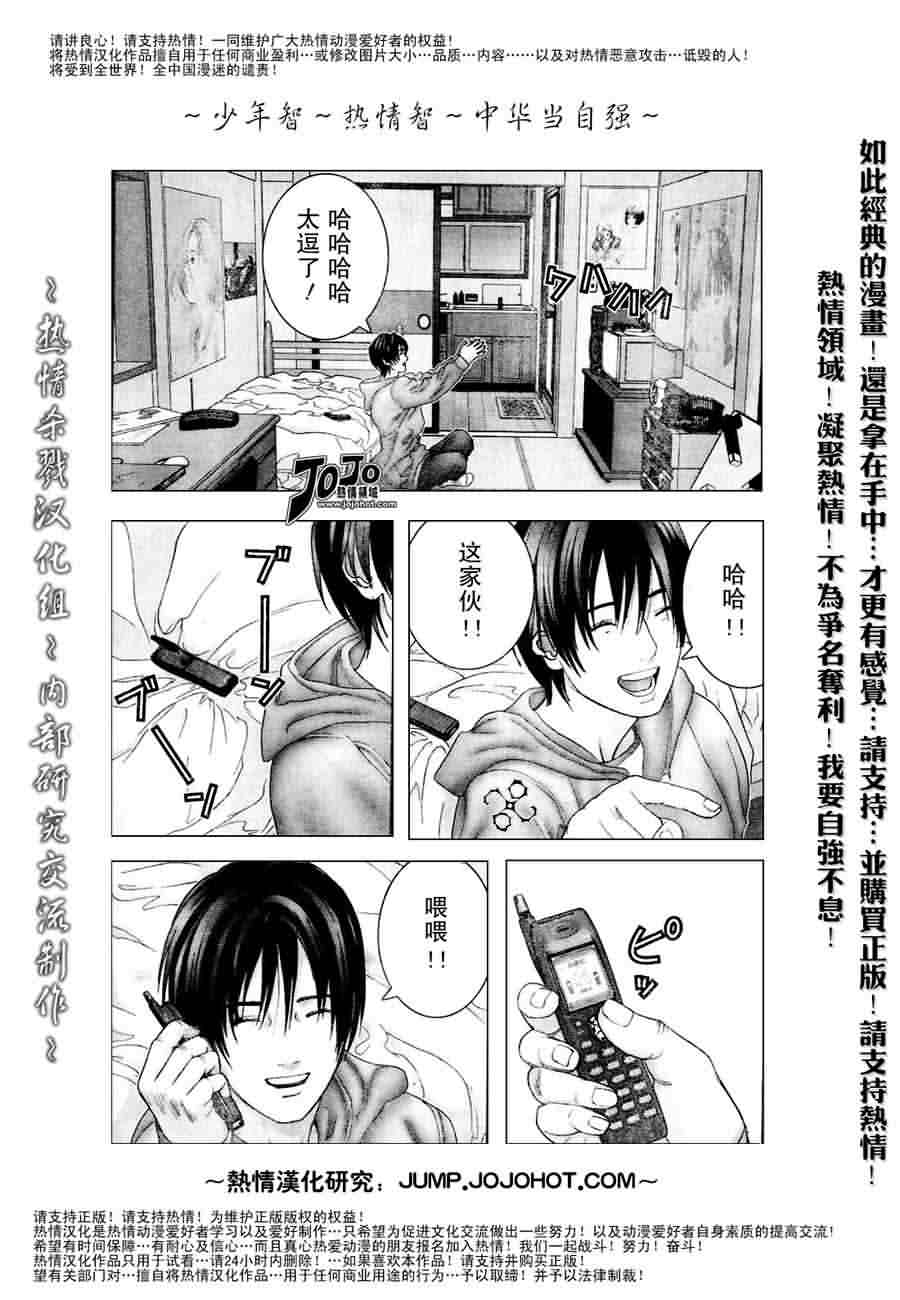 请讲良心！请支持热情！一同维护广大热情动漫爱好者的权益！
将热情汉化作品擅自用于任何商业盈利…或修改图片大小…品质…内容……以及对热情恶意攻击…诋毁的人！
将受到全世界！全中国漫迷的谴责！
～少年智～热情智～中华当自强～
如此經典的漫畫！還是拿在手中…才更有感覺…請支持…並購買正版！請支持熱情！
熱情領域！凝聚熱情！不為爭名奪利！我要自強不息！
～热情杀戮汉化组～内部研究交流制作～
哈哈哈哈
太逗了！
ワハハハハ
JOJO
熱情領域
www.jojohot.com
哈哈!!
这家伙!!
ブーン
ブーン
ピッ
喂喂!!
～熱情漢化研究：JUMP.JOJOHOT.COM～
请支持正版！请支持热情！为维护正版版权的权益！
热情汉化是热情动漫爱好者学习以及爱好制作…只希望为促进文化交流做出一些努力！以及动漫爱好者自身素质的提高交流！
希望有时间保障…有耐心及信心…而且真心热爱动漫的朋友报名加入热情！我们一起战斗！努力！奋斗！
热情汉化作品只用于试看…请24小时内删除！…如果喜欢本作品！请支持并购买正版！
望有关部门对…擅自将热情汉化作品…用于任何商业用途的行为…予以取缔！并予以法律制裁！